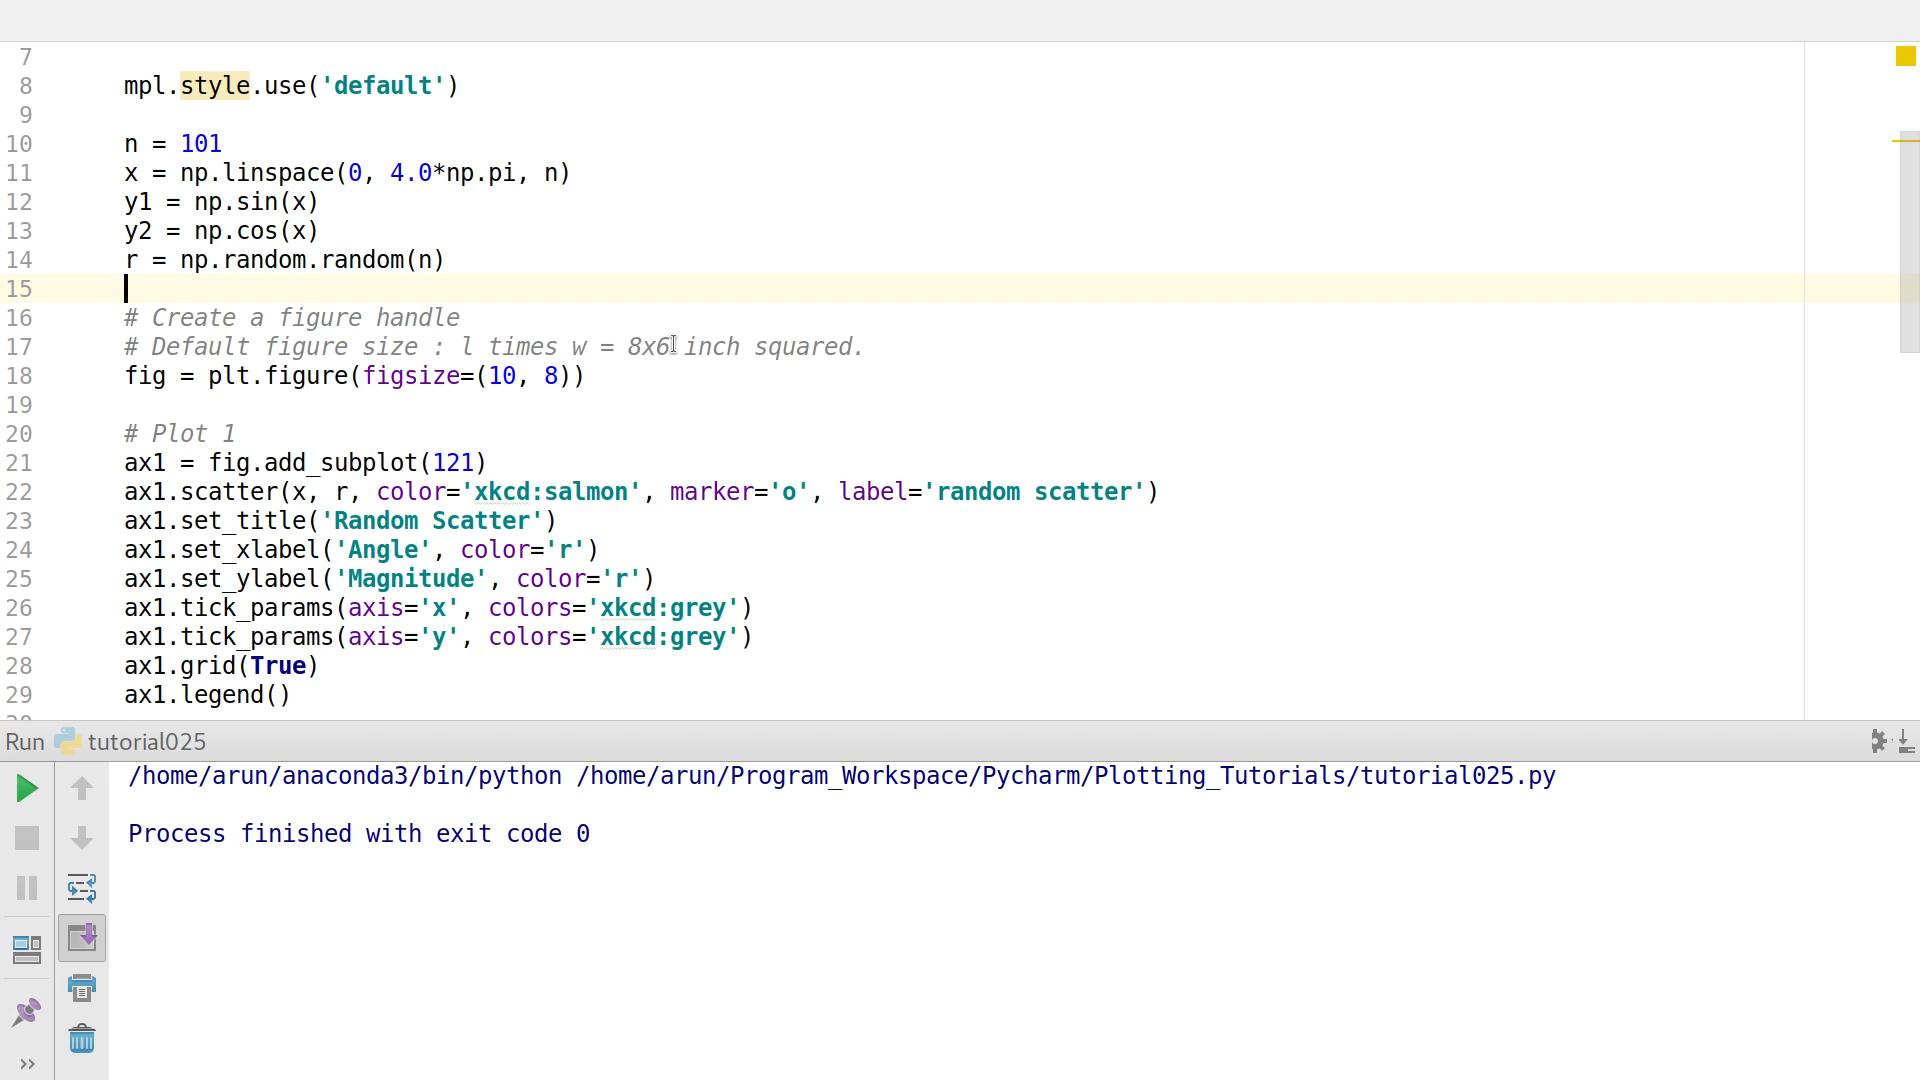 7
8 mpl.style.use('default')
9
10 n = 101
11 x = np.linspace(0, 4.0*np.pi, n)
12 y1 = np.sin(x)
13 y2 = np.cos(x)
14 r = np.random.random(n)
15
16 # Create a figure handle
17 # Default figure size : l times w = 8x6 inch squared.
18 fig = plt.figure(figsize=(10, 8))
19
20 # Plot 1
21 ax1 = fig.add_subplot(121)
22 ax1.scatter(x, r, color='xkcd:salmon', marker='o', label='random scatter')
23 ax1.set_title('Random Scatter')
24 ax1.set_xlabel('Angle', color='r')
25 ax1.set_ylabel('Magnitude', color='r')
26 ax1.tick_params(axis='x', colors='xkcd:grey')
27 ax1.tick_params(axis='y', colors='xkcd:grey')
28 ax1.grid(True)
29 ax1.legend()
Run tutorial025
/home/arun/anaconda3/bin/python /home/arun/Program_Workspace/Pycharm/Plotting_Tutorials/tutorial025.py
Process finished with exit code 0